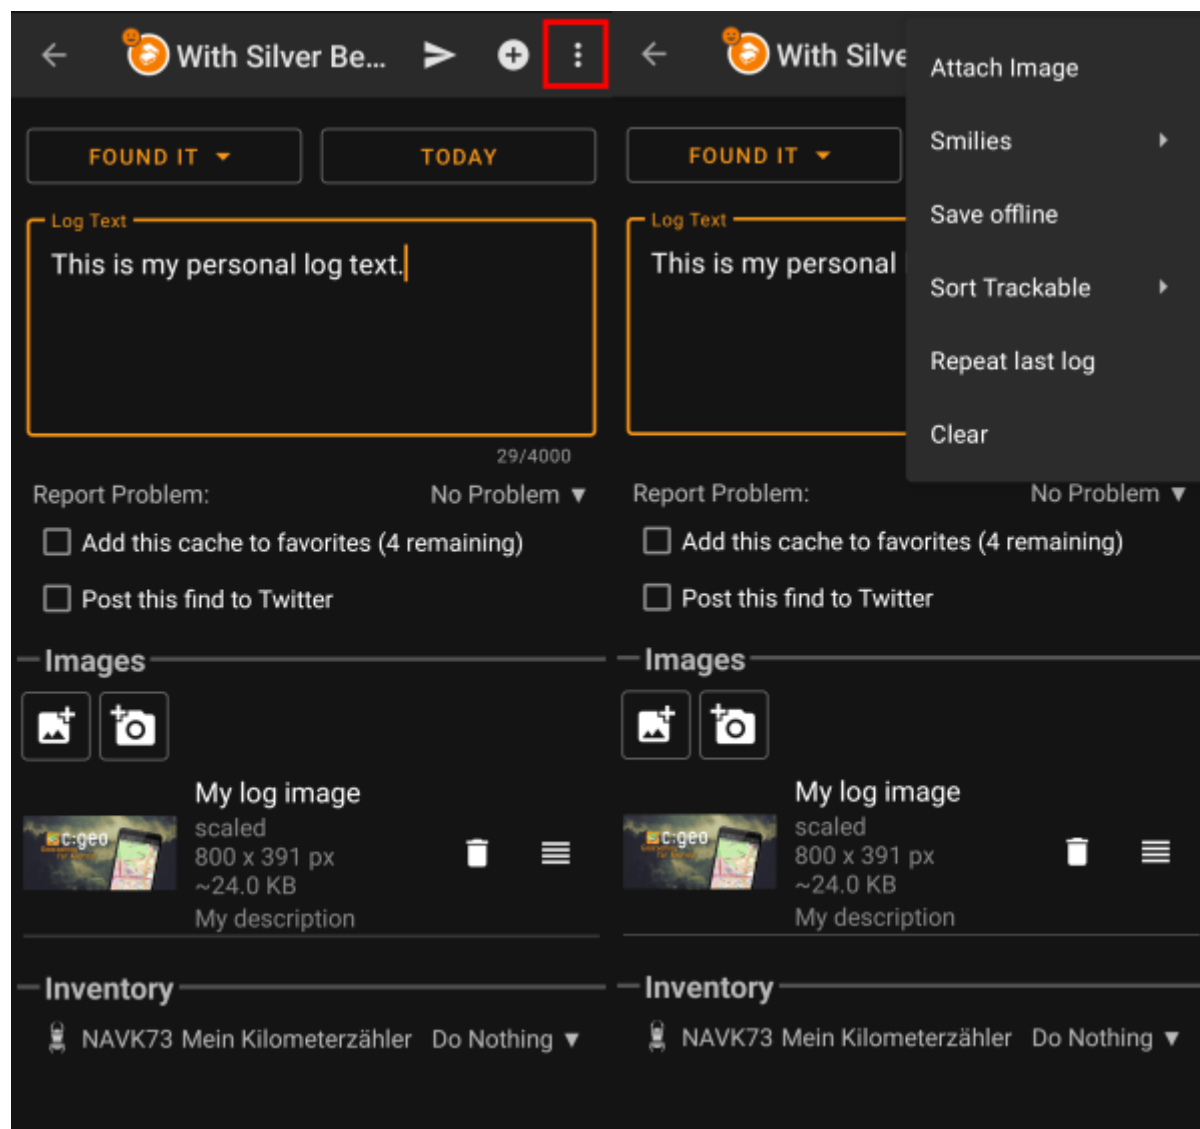 With Silver Be...
FOUND IT
TODAY
Log Text
This is my personal log text.
29/4000
Report Problem:
No Problem
Add this cache to favorites (4 remaining)
Post this find to Twitter
Images
c:geo
My log image
scaled
800 x 391 px
~24.0 KB
My description
Inventory
NAVK73 Mein Kilometerzähler
Do Nothing
With Silve
Attach Image
Smilies
Save offline
Sort Trackable
Repeat last log
Clear
FOUND IT
Log Text
This is my personal
Report Problem:
No Problem
Add this cache to favorites (4 remaining)
Post this find to Twitter
Images
c:geo
My log image
scaled
800 x 391 px
~24.0 KB
My description
Inventory
NAVK73 Mein Kilometerzähler
Do Nothing